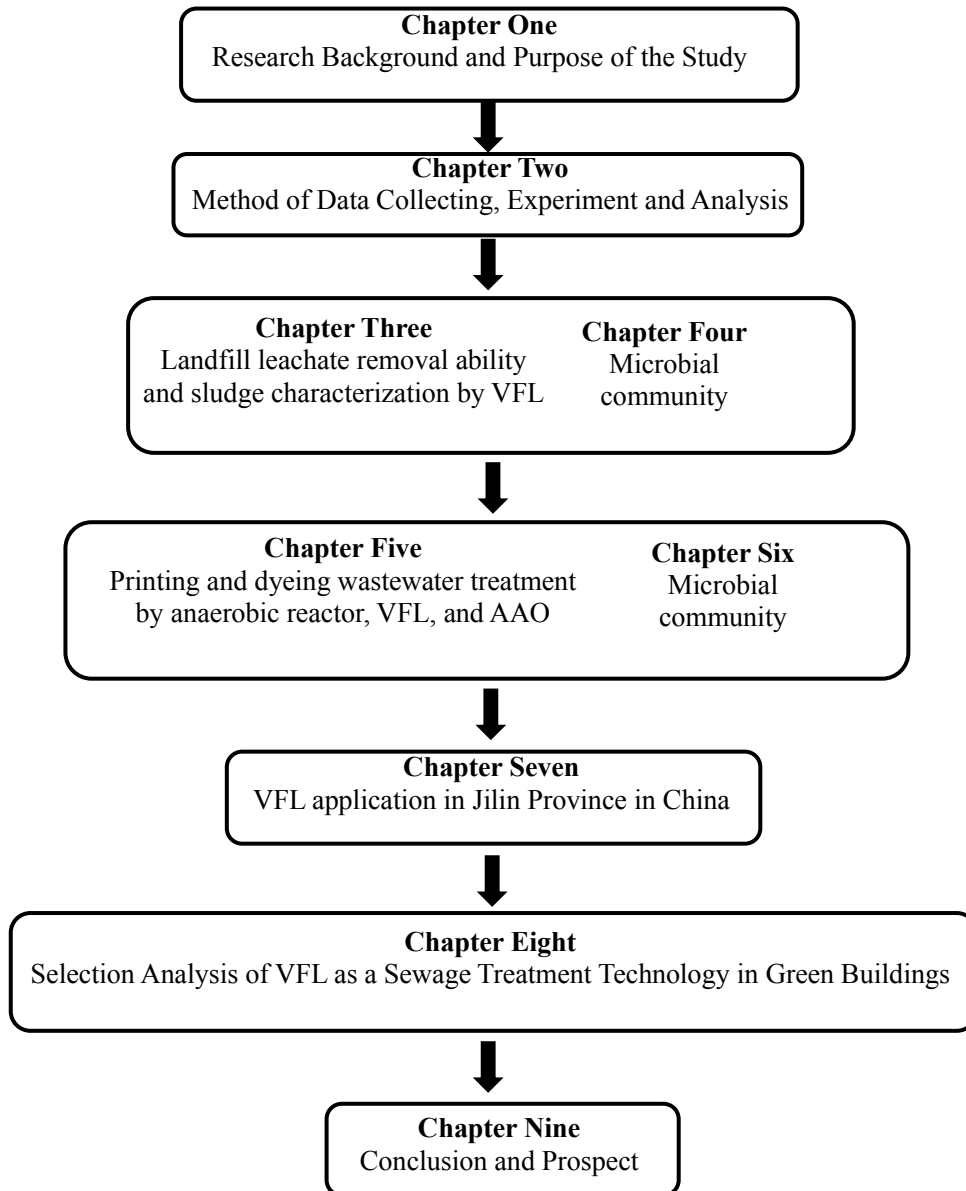 Chapter One
Research Background and Purpose of the Study
Chapter Two
Method of Data Collecting, Experiment and Analysis
Chapter Three
Landfill leachate removal ability
and sludge characterization by VFL
Chapter Four
Microbial
community
Chapter Five
Printing and dyeing wastewater treatment
by anaerobic reactor, VFL, and AAO
Chapter Six
Microbial
community
Chapter Seven
VFL application in Jilin Province in China
Chapter Eight
Selection Analysis of VFL as a Sewage Treatment Technology in Green Buildings
Chapter Nine
Conclusion and Prospect